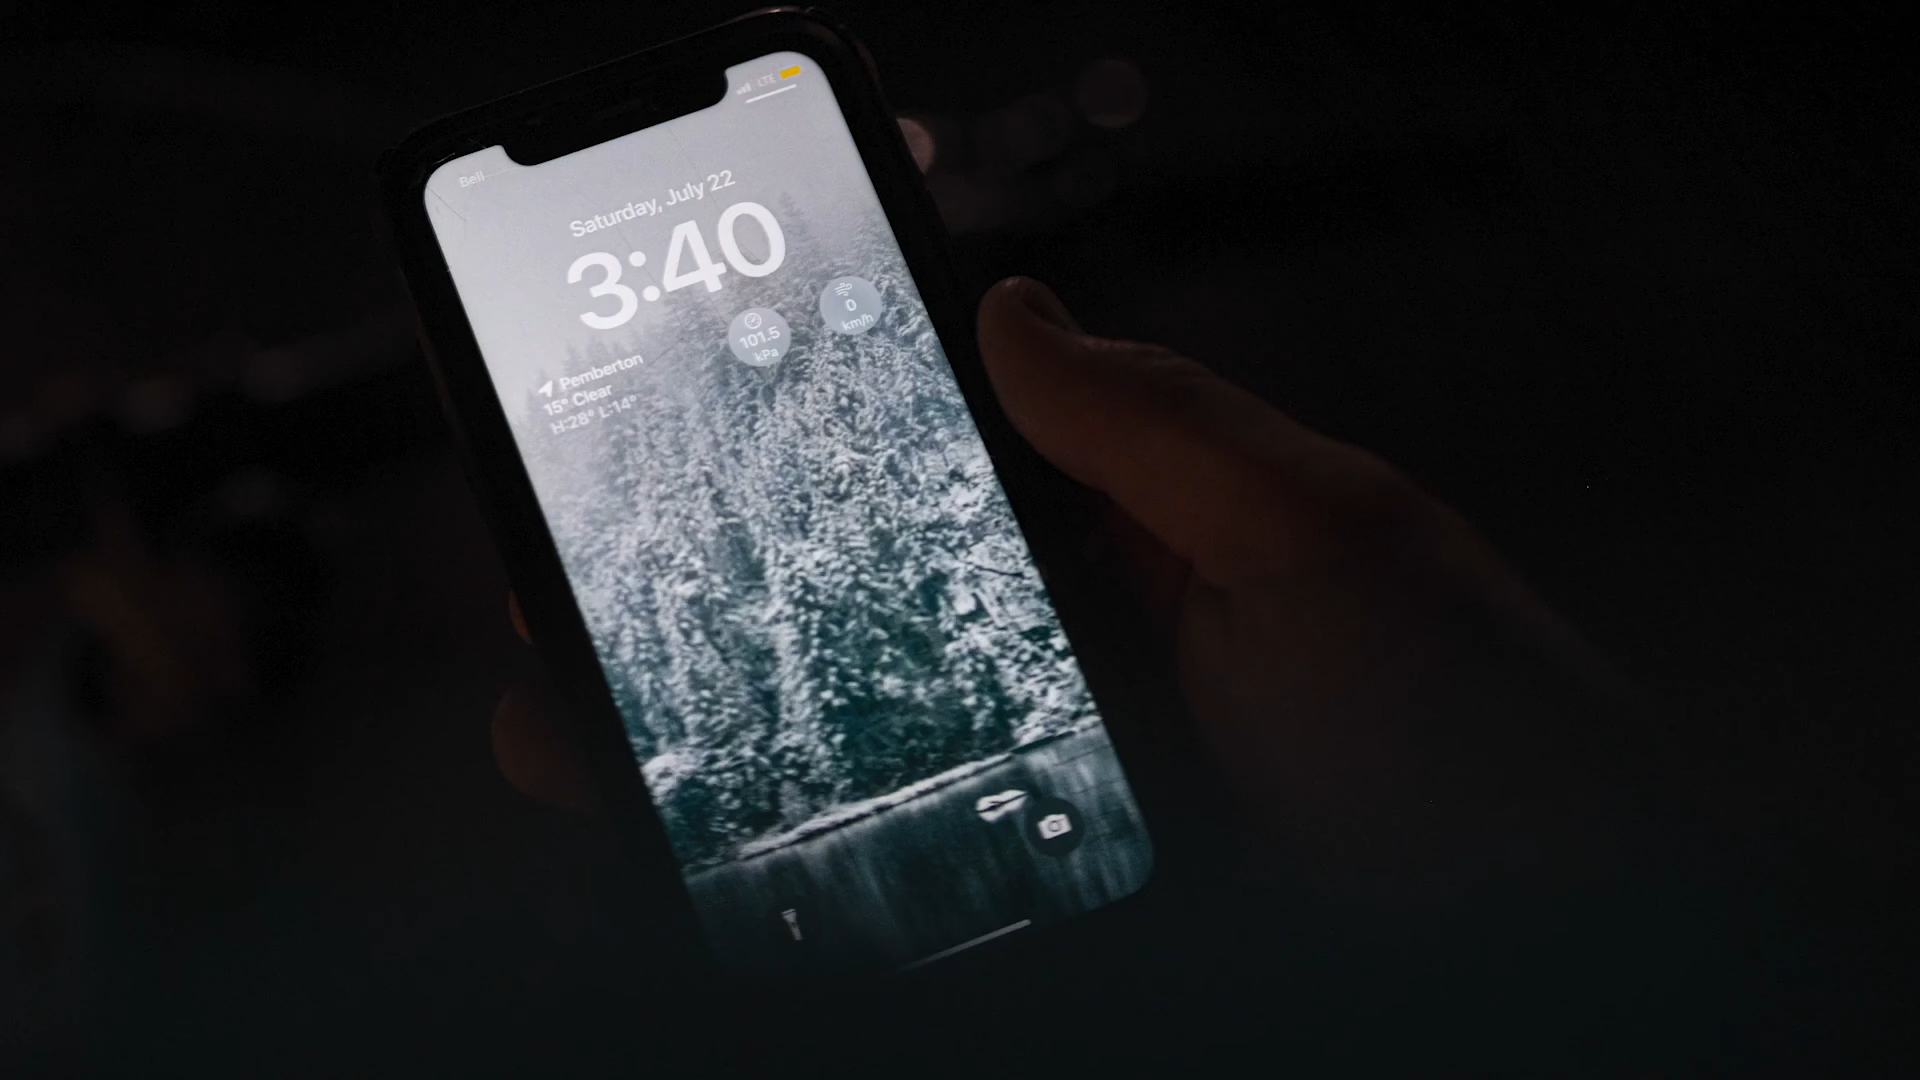 Bell
LTE
Saturday, July 22
3:40
Pemberton
15° Clear
H:28° L:14°
101.5
kPa
0
km/h